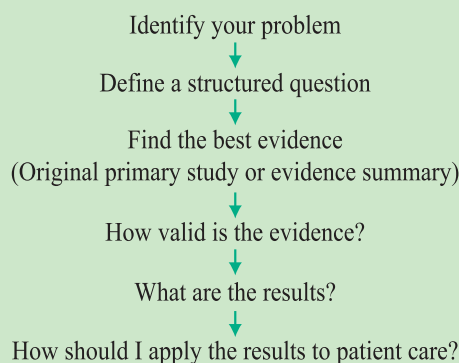 Identify your problem
Define a structured question
Find the best evidence
(Original primary study or evidence summary)
How valid is the evidence?
What are the results?
How should I apply the results to patient care?